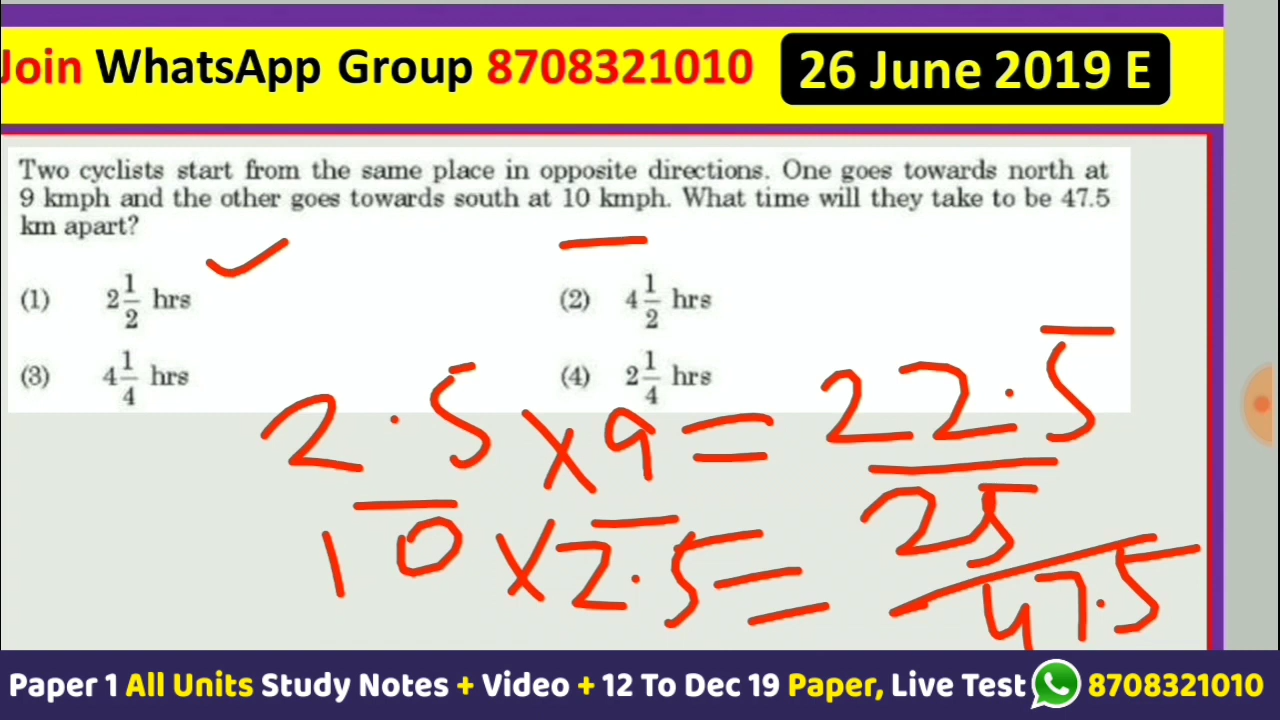 Join WhatsApp Group 8708321010 26 June 2019 E
Two cyclists start from the same place in opposite directions. One goes towards north at
9 kmph and the other goes towards south at 10 kmph. What time will they take to be 47.5
km apart?
(1) 2 1/2 hrs (2) 4 1/2 hrs
(3) 4 1/4 hrs (4) 2 1/4 hrs
2.5 × 9 = 22.5
10 × 2.5 = 25
47.5
Paper 1 All Units Study Notes + Video + 12 To Dec 19 Paper, Live Test 8708321010